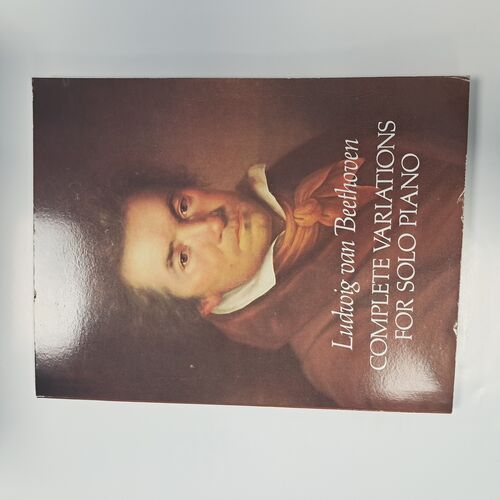 Ludwig van Beethoven
COMPLETE VARIATIONS
FOR SOLO PIANO